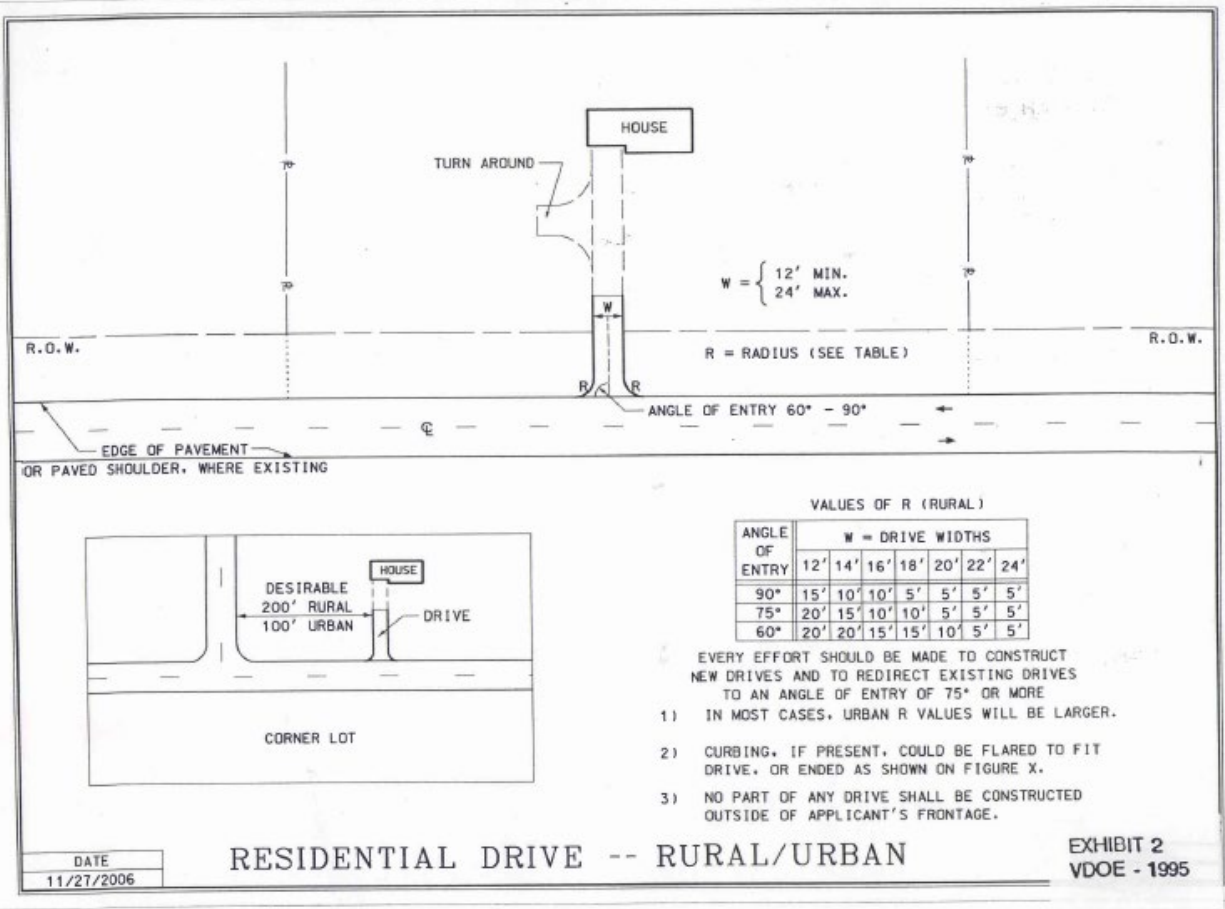 HOUSE
TURN AROUND
W = { 12' MIN.
24' MAX.
W
R.O.W.
R.O.W.
R = RADIUS (SEE TABLE)
R R
ANGLE OF ENTRY 60° - 90°
℄
EDGE OF PAVEMENT
OR PAVED SHOULDER, WHERE EXISTING
HOUSE
DESIRABLE
200' RURAL
100' URBAN
DRIVE
CORNER LOT
VALUES OF R (RURAL)
ANGLE OF ENTRY W = DRIVE WIDTHS
12' 14' 16' 18' 20' 22' 24'
90° 15' 10' 10' 5' 5' 5' 5'
75° 20' 15' 10' 10' 5' 5' 5'
60° 20' 20' 15' 15' 10' 5' 5'
EVERY EFFORT SHOULD BE MADE TO CONSTRUCT
NEW DRIVES AND TO REDIRECT EXISTING DRIVES
TO AN ANGLE OF ENTRY OF 75° OR MORE
1) IN MOST CASES, URBAN R VALUES WILL BE LARGER.
2) CURBING, IF PRESENT, COULD BE FLARED TO FIT
DRIVE, OR ENDED AS SHOWN ON FIGURE X.
3) NO PART OF ANY DRIVE SHALL BE CONSTRUCTED
OUTSIDE OF APPLICANT'S FRONTAGE.
DATE
11/27/2006
RESIDENTIAL DRIVE -- RURAL/URBAN
EXHIBIT 2
VDOE - 1995